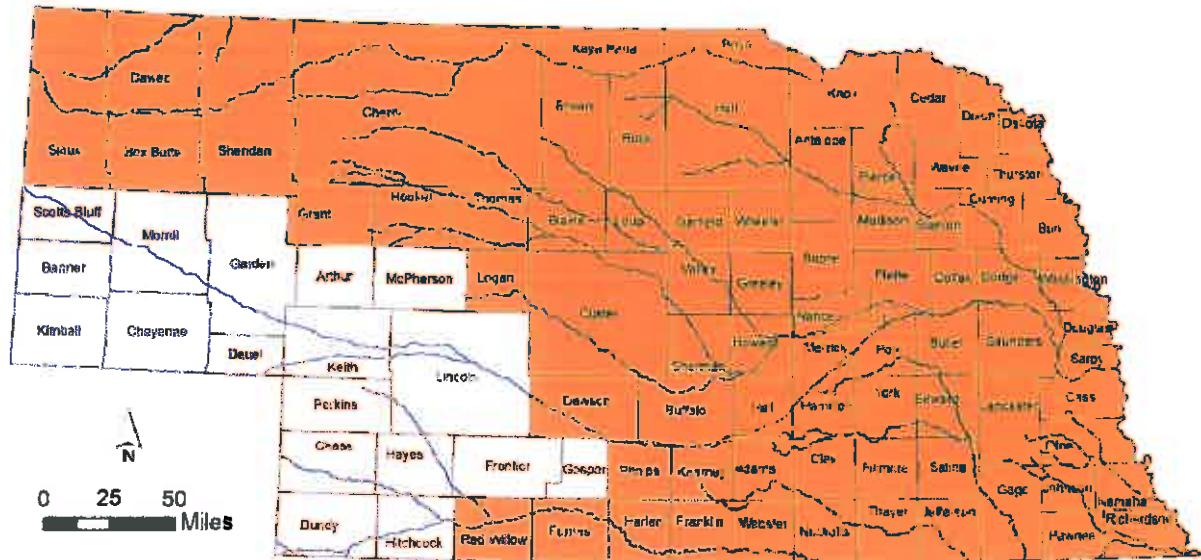 Keya Paha
Boyd
Dawes
Cherry
Brown
Rock
Holt
Knox
Cedar
Dixon
Dakota
Sioux
Box Butte
Sheridan
Antelope
Pierce
Wayne
Thurston
Scotts Bluff
Morrill
Garden
Grant
Hooker
Thomas
Blaine
Loup
Garfield
Wheeler
Madison
Stanton
Cuming
Burt
Banner
Arthur
McPherson
Logan
Custer
Valley
Greeley
Boone
Platte
Colfax
Dodge
Washington
Kimball
Cheyenne
Deuel
Keith
Lincoln
Sherman
Howard
Nance
Merrick
Polk
Butler
Saunders
Douglas
Sarpy
Perkins
Dawson
Buffalo
Hall
Hamilton
York
Seward
Lancaster
Cass
Chase
Hayes
Frontier
Gosper
Phelps
Kearney
Adams
Clay
Fillmore
Saline
Otoe
Gage
Johnson
Nemaha
Dundy
Hitchcock
Red Willow
Furnas
Harlan
Franklin
Webster
Nuckolls
Thayer
Jefferson
Pawnee
Richardson
N
0 25 50
Miles